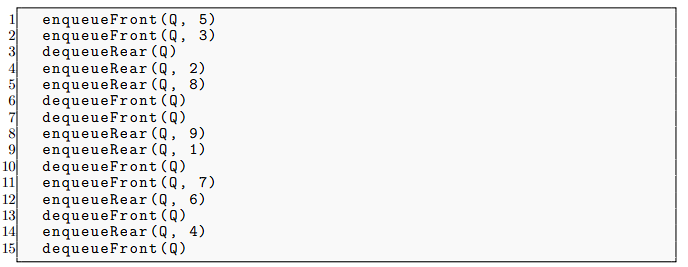 1 enqueueFront(Q, 5)
2 enqueueFront(Q, 3)
3 dequeueRear(Q)
4 enqueueRear(Q, 2)
5 enqueueRear(Q, 8)
6 dequeueFront(Q)
7 dequeueFront(Q)
8 enqueueRear(Q, 9)
9 enqueueRear(Q, 1)
10 dequeueFront(Q)
11 enqueueFront(Q, 7)
12 enqueueRear(Q, 6)
13 dequeueFront(Q)
14 enqueueRear(Q, 4)
15 dequeueFront(Q)